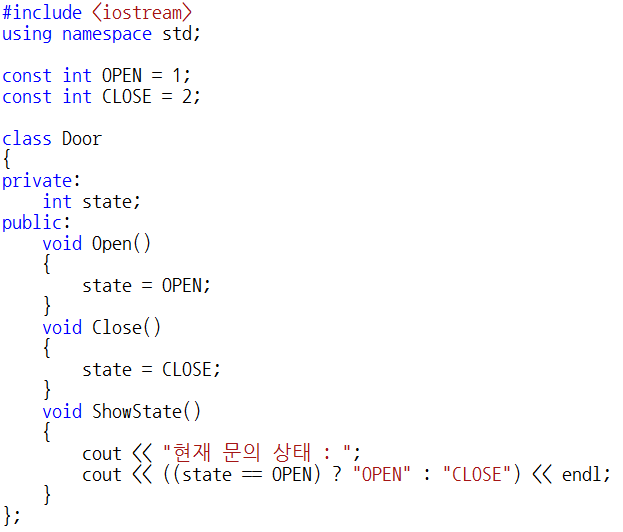 #include <iostream>
using namespace std;

const int OPEN = 1;
const int CLOSE = 2;

class Door
{
private:
    int state;
public:
    void Open()
    {
        state = OPEN;
    }
    void Close()
    {
        state = CLOSE;
    }
    void ShowState()
    {
        cout << "현재 문의 상태 : ";
        cout << ((state == OPEN) ? "OPEN" : "CLOSE") << endl;
    }
};